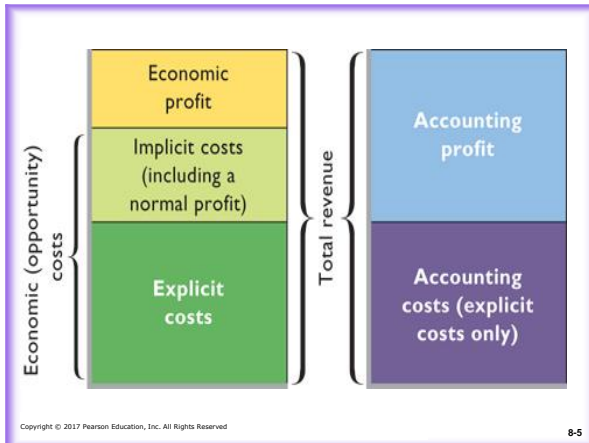 Economic
profit
Implicit costs
(including a
normal profit)
Explicit
costs
Economic (opportunity)
costs
Total revenue
Accounting
profit
Accounting
costs (explicit
costs only)
Copyright © 2017 Pearson Education, Inc. All Rights Reserved
8-5